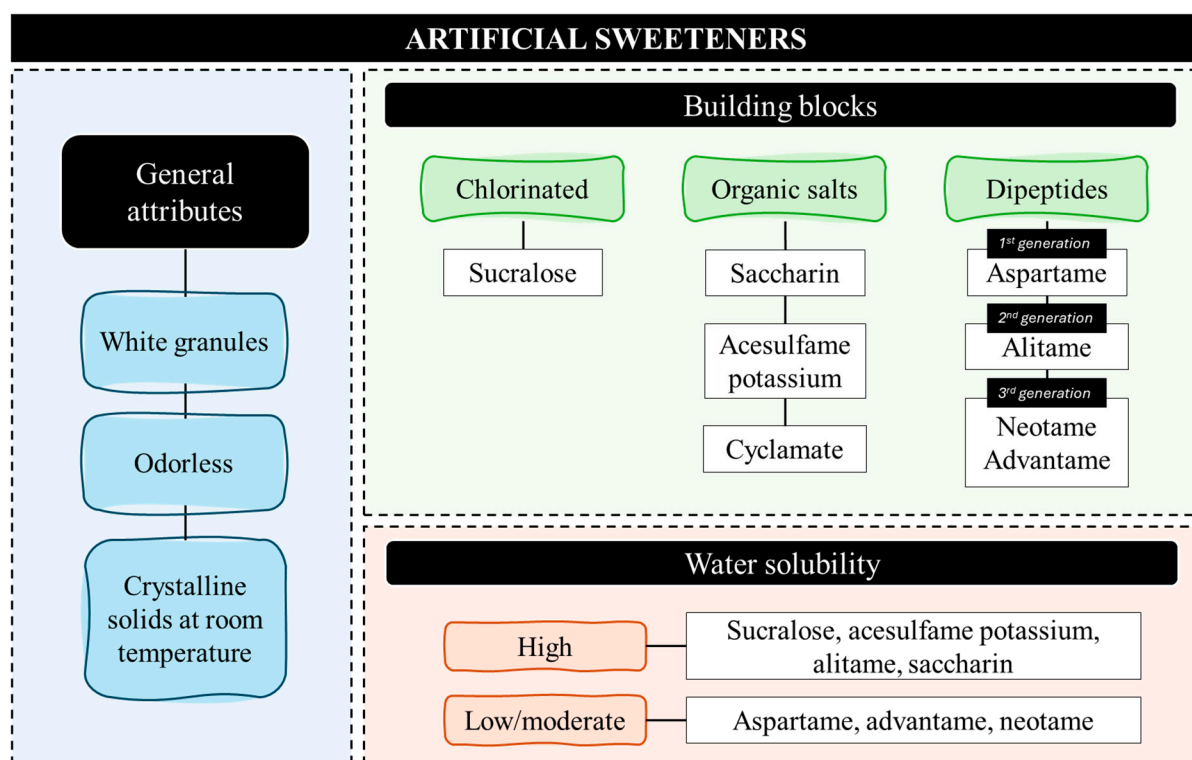 ARTIFICIAL SWEETENERS
General
attributes
White granules
Odorless
Crystalline
solids at room
temperature
Building blocks
Chlorinated
Sucralose
Organic salts
Saccharin
Acesulfame
potassium
Cyclamate
Dipeptides
1st generation
Aspartame
2nd generation
Alitame
3rd generation
Neotame
Advantame
Water solubility
High
Sucralose, acesulfame potassium,
alitame, saccharin
Low/moderate
Aspartame, advantame, neotame